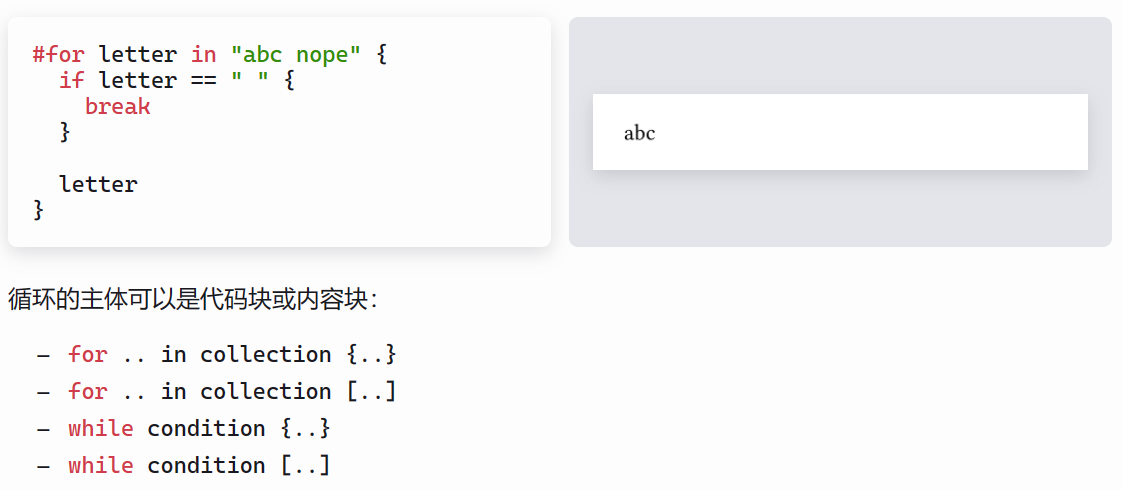 #for letter in "abc nope" {
  if letter == " " {
    break
  }

  letter
}
abc
循环的主体可以是代码块或内容块：
– for .. in collection {..}
– for .. in collection [..]
– while condition {..}
– while condition [..]